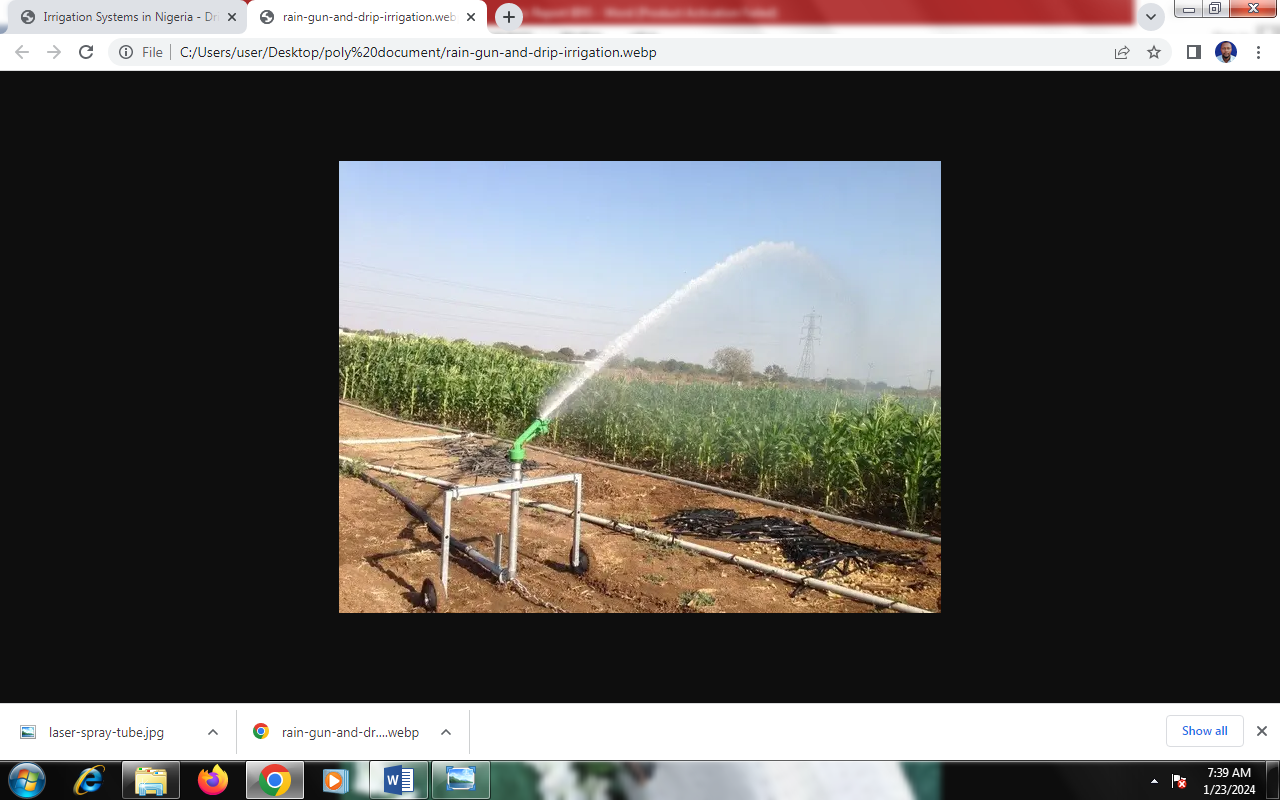 Irrigation Systems in Nigeria - Dr
rain-gun-and-drip-irrigation.web
File
C:/Users/user/Desktop/poly%20document/rain-gun-and-drip-irrigation.webp
laser-spray-tube.jpg
rain-gun-and-dr....webp
Show all
7:39 AM
1/23/2024